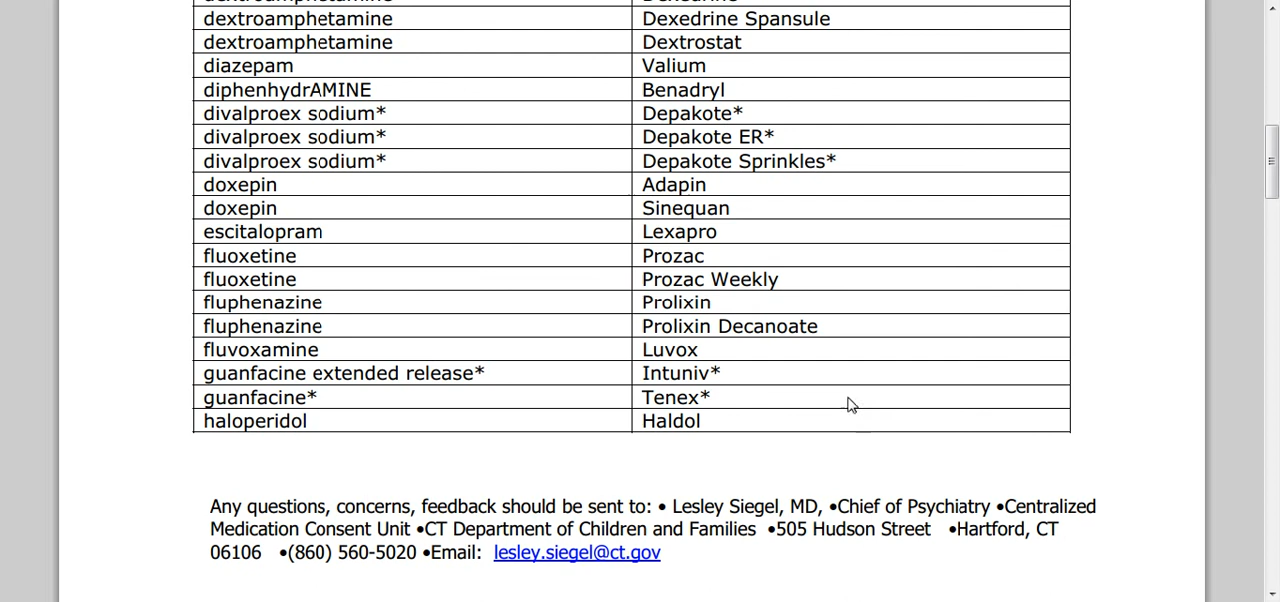 dextroamphetamine Dexedrine
dextroamphetamine Dexedrine Spansule
dextroamphetamine Dextrostat
diazepam Valium
diphenhydrAMINE Benadryl
divalproex sodium* Depakote*
divalproex sodium* Depakote ER*
divalproex sodium* Depakote Sprinkles*
doxepin Adapin
doxepin Sinequan
escitalopram Lexapro
fluoxetine Prozac
fluoxetine Prozac Weekly
fluphenazine Prolixin
fluphenazine Prolixin Decanoate
fluvoxamine Luvox
guanfacine extended release* Intuniv*
guanfacine* Tenex*
haloperidol Haldol
Any questions, concerns, feedback should be sent to: • Lesley Siegel, MD, •Chief of Psychiatry •Centralized
Medication Consent Unit •CT Department of Children and Families •505 Hudson Street •Hartford, CT
06106 •(860) 560-5020 •Email: lesley.siegel@ct.gov